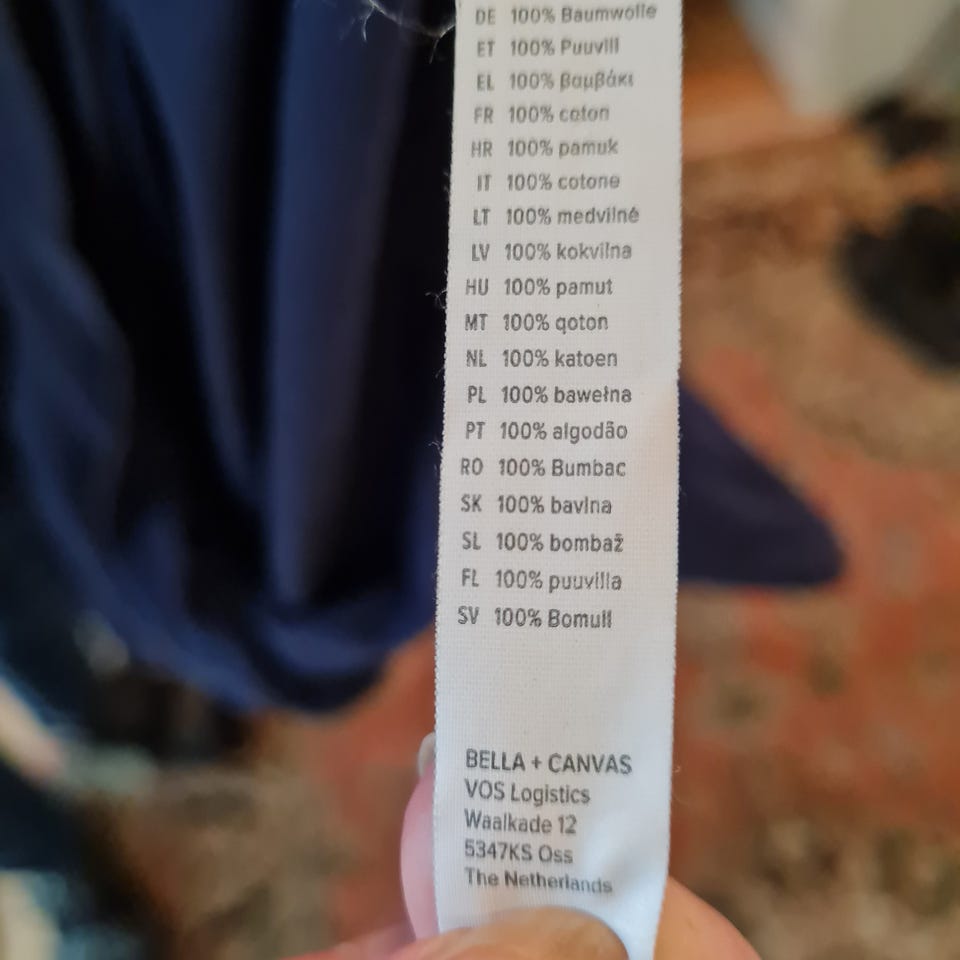 DE 100% Baumwolle
ET 100% Puuvill
EL 100% βαμβάκι
FR 100% coton
HR 100% pamuk
IT 100% cotone
LT 100% medvilnė
LV 100% kokvilna
HU 100% pamut
MT 100% qoton
NL 100% katoen
PL 100% bawełna
PT 100% algodão
RO 100% Bumbac
SK 100% bavlna
SL 100% bombaž
FL 100% puuvilla
SV 100% Bomull
BELLA + CANVAS
VOS Logistics
Waalkade 12
5347KS Oss
The Netherlands